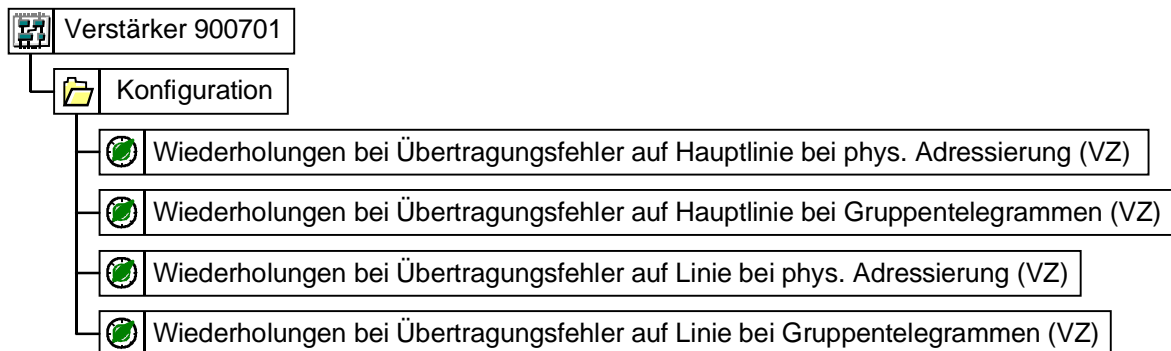 Verstärker 900701
Konfiguration
Wiederholungen bei Übertragungsfehler auf Hauptlinie bei phys. Adressierung (VZ)
Wiederholungen bei Übertragungsfehler auf Hauptlinie bei Gruppentelegrammen (VZ)
Wiederholungen bei Übertragungsfehler auf Linie bei phys. Adressierung (VZ)
Wiederholungen bei Übertragungsfehler auf Linie bei Gruppentelegrammen (VZ)